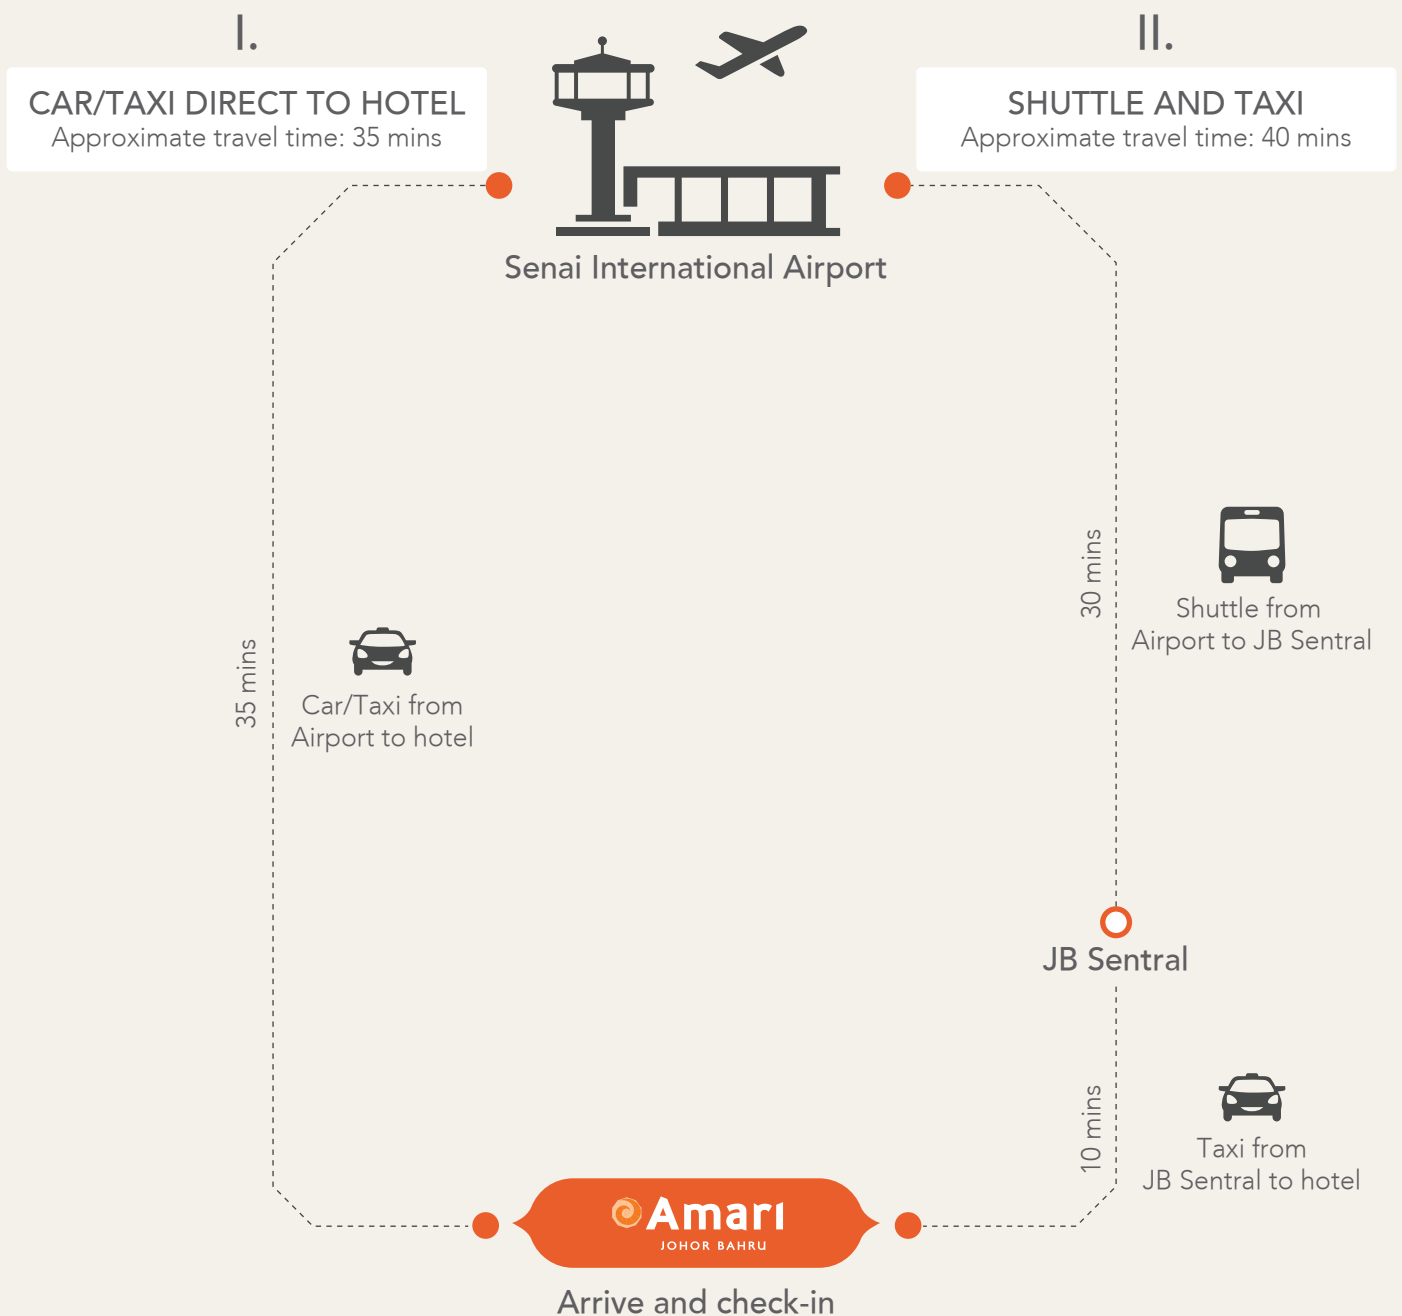 I.
CAR/TAXI DIRECT TO HOTEL
Approximate travel time: 35 mins
II.
SHUTTLE AND TAXI
Approximate travel time: 40 mins
Senai International Airport
35 mins
Car/Taxi from
Airport to hotel
30 mins
Shuttle from
Airport to JB Sentral
JB Sentral
10 mins
Taxi from
JB Sentral to hotel
Amari
JOHOR BAHRU
Arrive and check-in